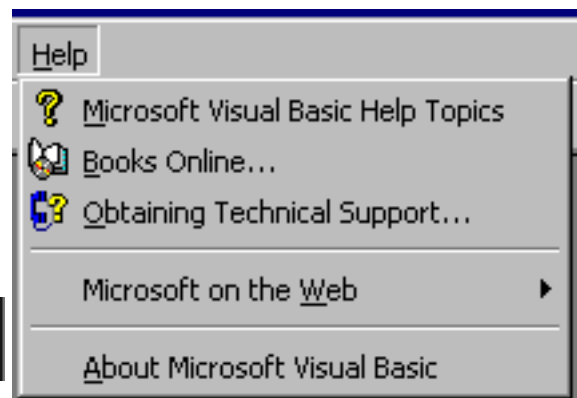 Help
Microsoft Visual Basic Help Topics
Books Online...
Obtaining Technical Support...
Microsoft on the Web
About Microsoft Visual Basic